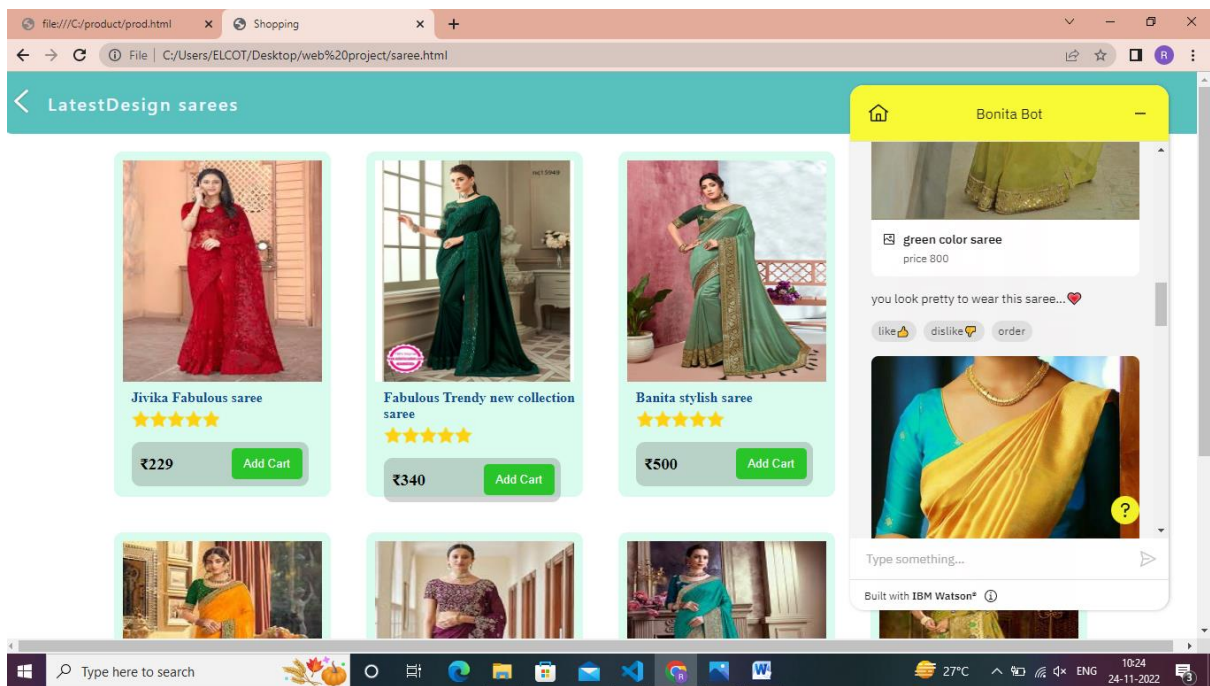 file:///C:/product/prod.html
Shopping
File | C:/Users/ELCOT/Desktop/web%20project/saree.html
R
LatestDesign sarees
Jivika Fabulous saree
₹229
Add Cart
Fabulous Trendy new collection
saree
₹340
Add Cart
Banita stylish saree
₹500
Add Cart
Bonita Bot
green color saree
price 800
you look pretty to wear this saree...
like
dislike
order
?
Type something...
Built with IBM Watson®
Type here to search
27°C
ENG
10:24
24-11-2022
3